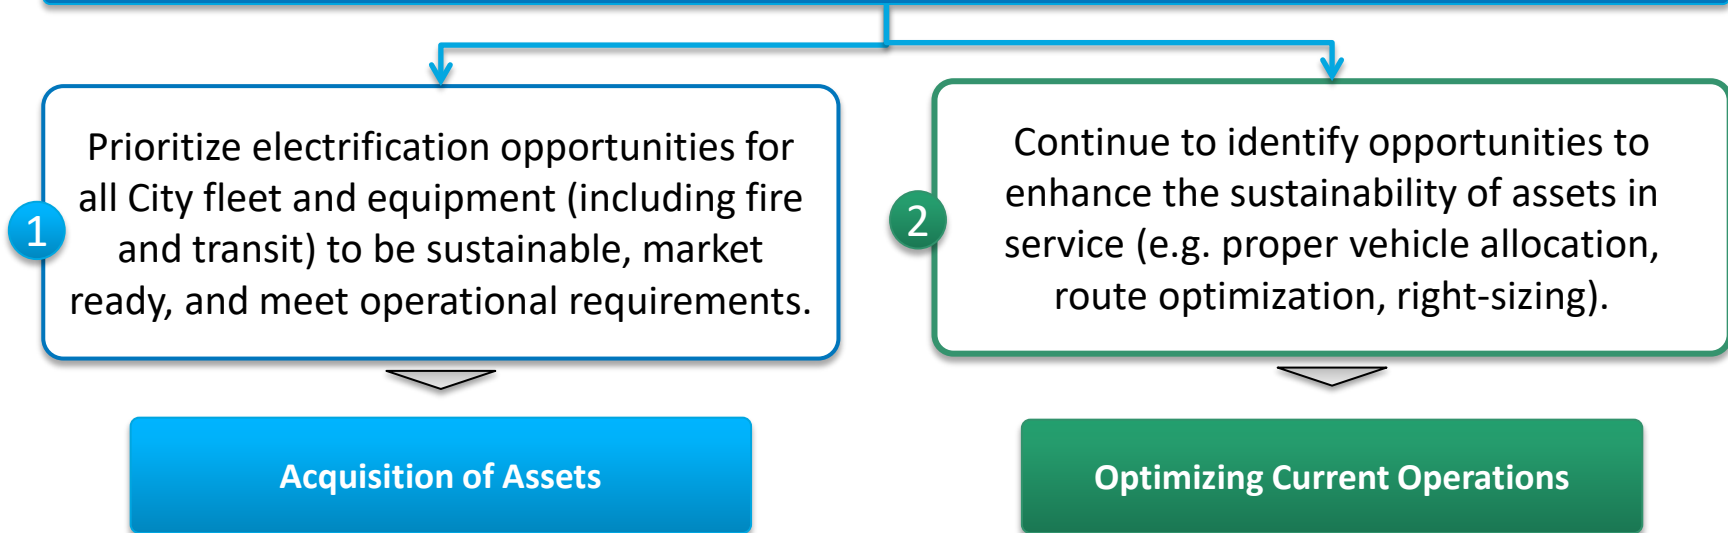 1
Prioritize electrification opportunities for
all City fleet and equipment (including fire
and transit) to be sustainable, market
ready, and meet operational requirements.
Acquisition of Assets
2
Continue to identify opportunities to
enhance the sustainability of assets in
service (e.g. proper vehicle allocation,
route optimization, right-sizing).
Optimizing Current Operations